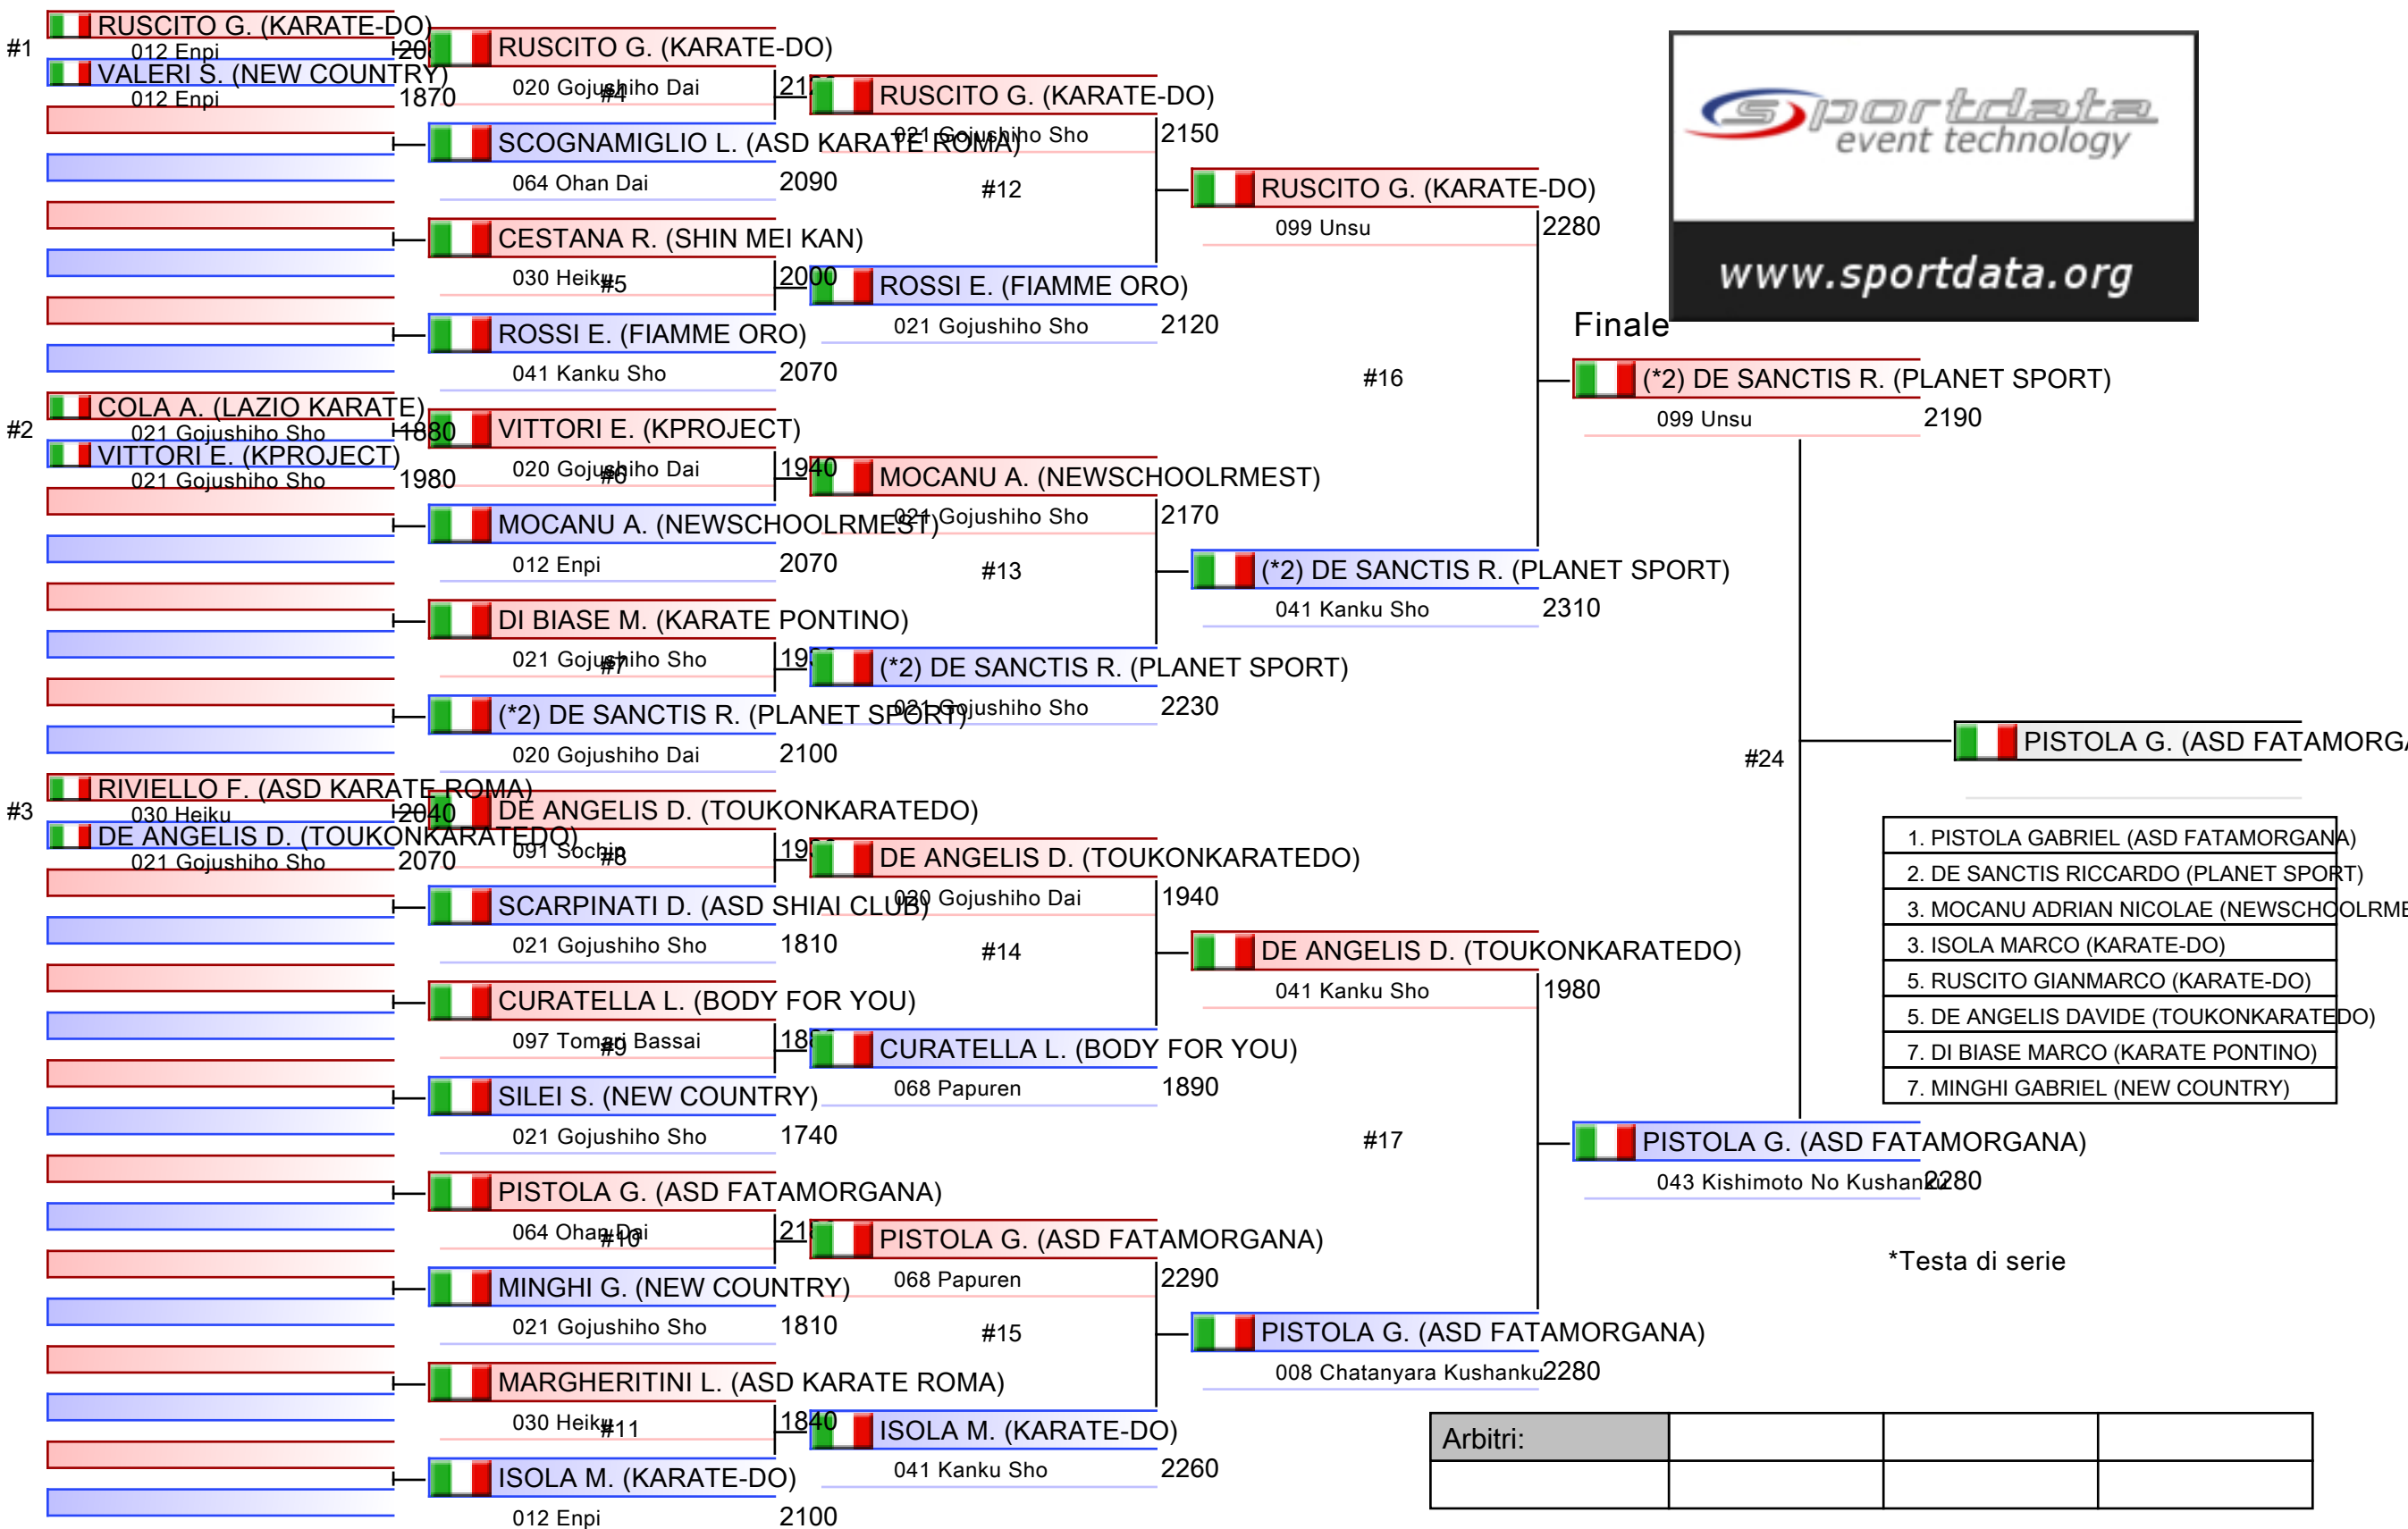 #1
RUSCITO G. (KARATE-DO)
012 Enpi
VALERI S. (NEW COUNTRY)
012 Enpi
1870
#2
COLA A. (LAZIO KARATE)
021 Gojushiho Sho
1880
VITTORI E. (KPROJECT)
021 Gojushiho Sho
1980
#3
RIVIELLO F. (ASD KARATE ROMA)
030 Heiku
2040
DE ANGELIS D. (TOUKONKARATEDO)
021 Gojushiho Sho
2070
RUSCITO G. (KARATE-DO)
020 Gojushiho Dai
#4
SCOGNAMIGLIO L. (ASD KARATE ROMA)
064 Ohan Dai
2090
CESTANA R. (SHIN MEI KAN)
030 Heiku
2000
#5
ROSSI E. (FIAMME ORO)
041 Kanku Sho
2070
VITTORI E. (KPROJECT)
020 Gojushiho Dai
1940
#6
MOCANU A. (NEWSCHOOLRMEST)
012 Enpi
2070
DI BIASE M. (KARATE PONTINO)
021 Gojushiho Sho
#7
(*2) DE SANCTIS R. (PLANET SPORT)
020 Gojushiho Dai
2100
DE ANGELIS D. (TOUKONKARATEDO)
091 Sochin
#8
SCARPINATI D. (ASD SHIAI CLUB)
021 Gojushiho Sho
1810
CURATELLA L. (BODY FOR YOU)
097 Tomari Bassai
#9
SILEI S. (NEW COUNTRY)
021 Gojushiho Sho
1740
PISTOLA G. (ASD FATAMORGANA)
064 Ohan Dai
#10
MINGHI G. (NEW COUNTRY)
021 Gojushiho Sho
1810
MARGHERITINI L. (ASD KARATE ROMA)
030 Heiku
1840
#11
ISOLA M. (KARATE-DO)
012 Enpi
2100
RUSCITO G. (KARATE-DO)
021 Gojushiho Sho
2150
#12
ROSSI E. (FIAMME ORO)
021 Gojushiho Sho
2120
MOCANU A. (NEWSCHOOLRMEST)
021 Gojushiho Sho
2170
#13
(*2) DE SANCTIS R. (PLANET SPORT)
021 Gojushiho Sho
2230
DE ANGELIS D. (TOUKONKARATEDO)
020 Gojushiho Dai
1940
#14
CURATELLA L. (BODY FOR YOU)
068 Papuren
1890
PISTOLA G. (ASD FATAMORGANA)
068 Papuren
2290
#15
ISOLA M. (KARATE-DO)
041 Kanku Sho
2260
RUSCITO G. (KARATE-DO)
099 Unsu
2280
#16
(*2) DE SANCTIS R. (PLANET SPORT)
041 Kanku Sho
2310
DE ANGELIS D. (TOUKONKARATEDO)
041 Kanku Sho
1980
#17
PISTOLA G. (ASD FATAMORGANA)
008 Chatanyara Kushanku
2280
sportdata
event technology
www.sportdata.org
Finale
(*2) DE SANCTIS R. (PLANET SPORT)
099 Unsu
2190
#24
PISTOLA G. (ASD FATAMORGANA)
043 Kishimoto No Kushanku
2280
PISTOLA G. (ASD FATAMORGA
1. PISTOLA GABRIEL (ASD FATAMORGANA)
2. DE SANCTIS RICCARDO (PLANET SPORT)
3. MOCANU ADRIAN NICOLAE (NEWSCHOOLRME
3. ISOLA MARCO (KARATE-DO)
5. RUSCITO GIANMARCO (KARATE-DO)
5. DE ANGELIS DAVIDE (TOUKONKARATEDO)
7. DI BIASE MARCO (KARATE PONTINO)
7. MINGHI GABRIEL (NEW COUNTRY)
*Testa di serie
Arbitri: